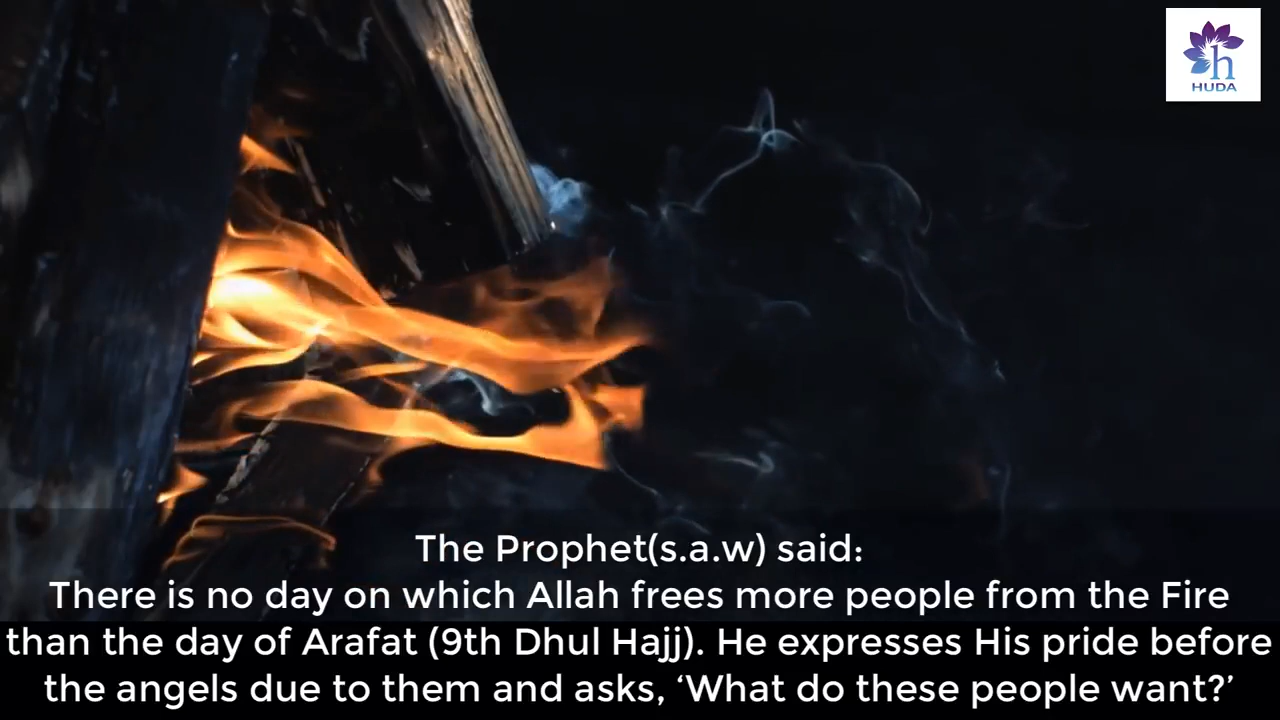 h
HUDA
The Prophet(s.a.w) said:
There is no day on which Allah frees more people from the Fire
than the day of Arafat (9th Dhul Hajj). He expresses His pride before
the angels due to them and asks, ‘What do these people want?’